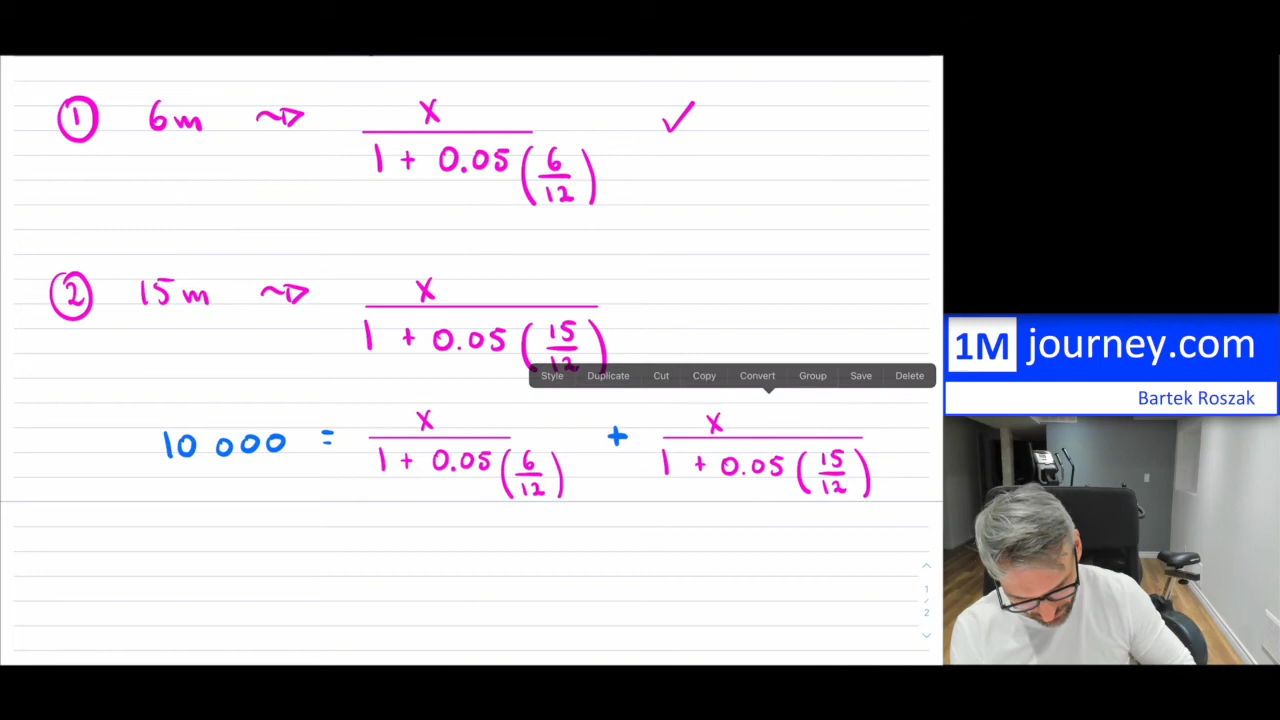 ① 6m ⇝ x / (1 + 0.05 (6/12)) ✓
② 15m ⇝ x / (1 + 0.05 (15/12))
Style Duplicate Cut Copy Convert Group Save Delete
10 000 = x / (1 + 0.05 (6/12)) + x / (1 + 0.05 (15/12))
1
/
2
1M journey.com
Bartek Roszak